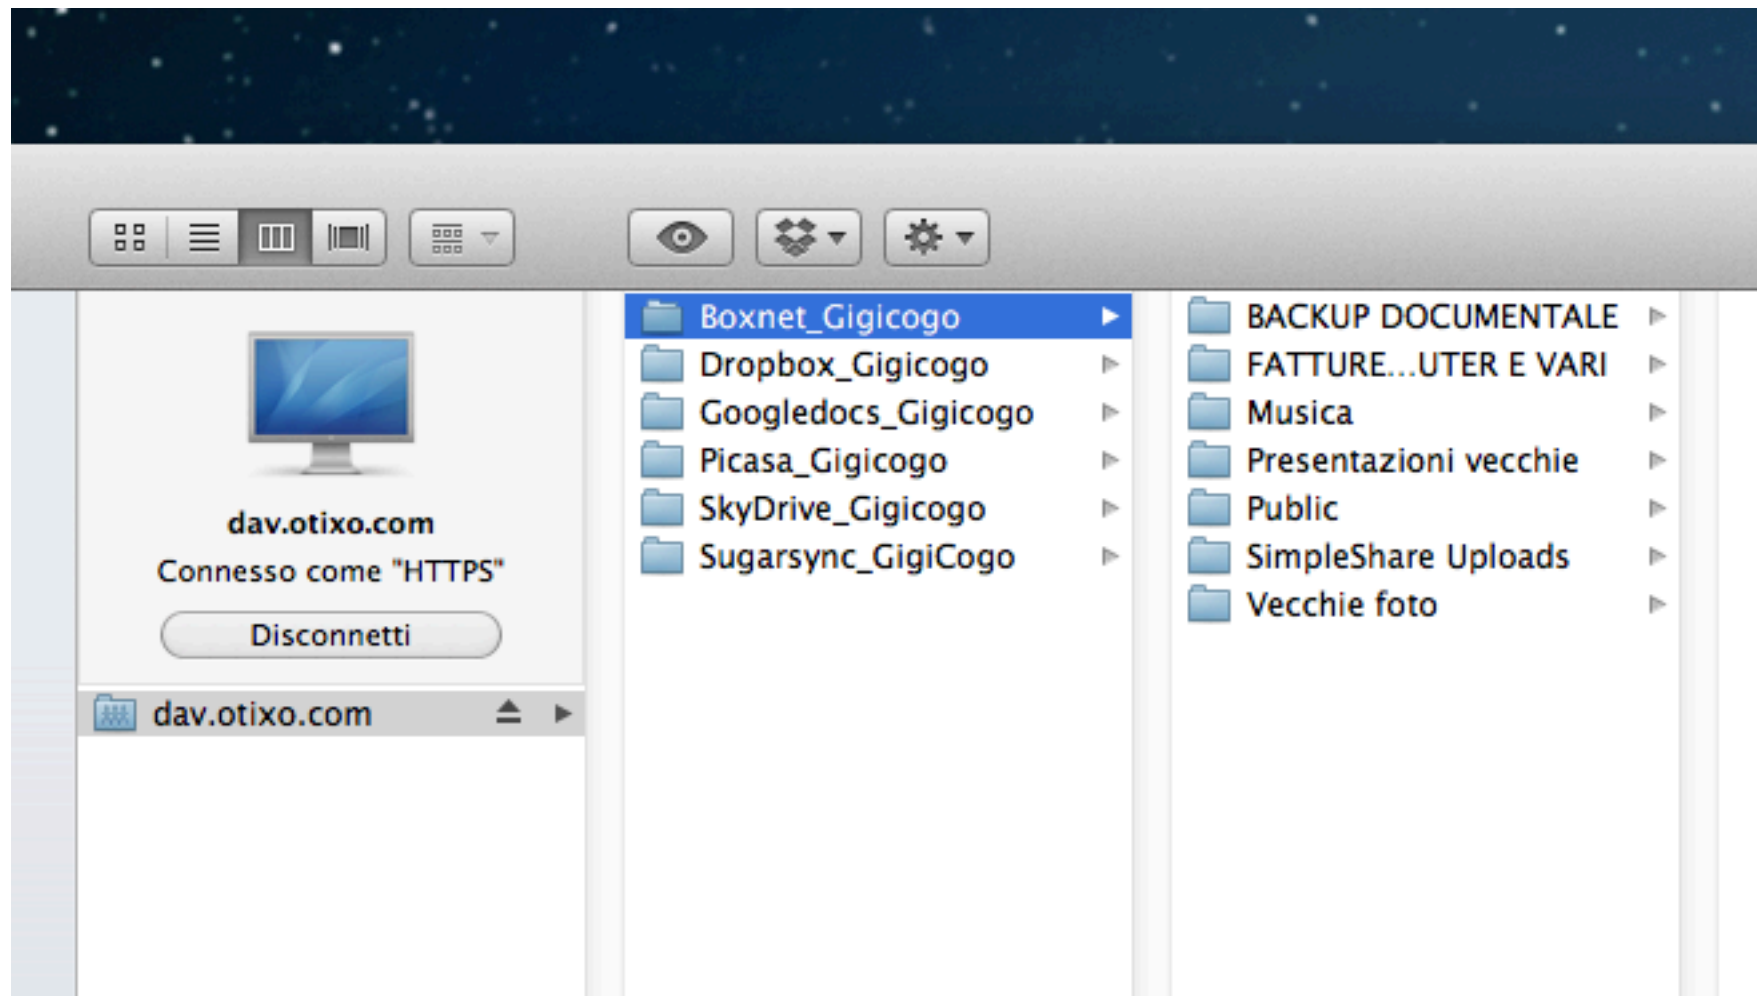 dav.otixo.com
Connesso come "HTTPS"
Disconnetti
dav.otixo.com
Boxnet_Gigicogo
Dropbox_Gigicogo
Googledocs_Gigicogo
Picasa_Gigicogo
SkyDrive_Gigicogo
Sugarsync_GigiCogo
BACKUP DOCUMENTALE
FATTURE...UTER E VARI
Musica
Presentazioni vecchie
Public
SimpleShare Uploads
Vecchie foto